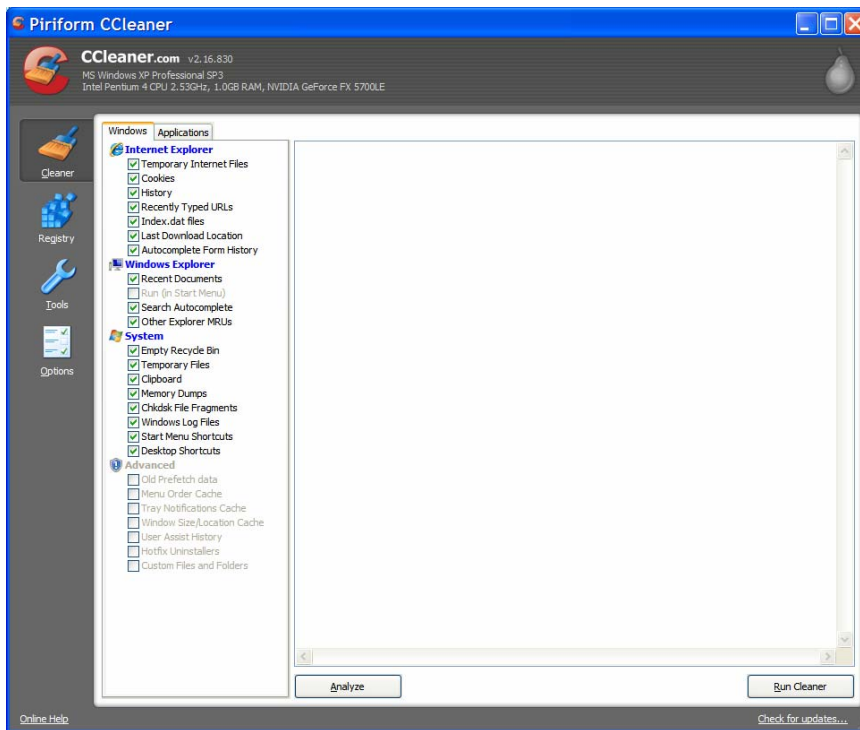 Piriform CCleaner
CCleaner.com v2.16.830
MS Windows XP Professional SP3
Intel Pentium 4 CPU 2.53GHz, 1.0GB RAM, NVIDIA GeForce FX 5700LE
Windows Applications
Internet Explorer
Temporary Internet Files
Cleaner
Cookies
History
Recently Typed URLs
Index.dat files
Registry
Last Download Location
Autocomplete Form History
Windows Explorer
Recent Documents
Run (in Start Menu)
Tools
Search Autocomplete
Other Explorer MRUs
System
Empty Recycle Bin
Temporary Files
Options
Clipboard
Memory Dumps
Chkdsk File Fragments
Windows Log Files
Start Menu Shortcuts
Desktop Shortcuts
Advanced
Old Prefetch data
Menu Order Cache
Tray Notifications Cache
Window Size/Location Cache
User Assist History
Hotfix Uninstallers
Custom Files and Folders
Analyze
Run Cleaner
Online Help
Check for updates...